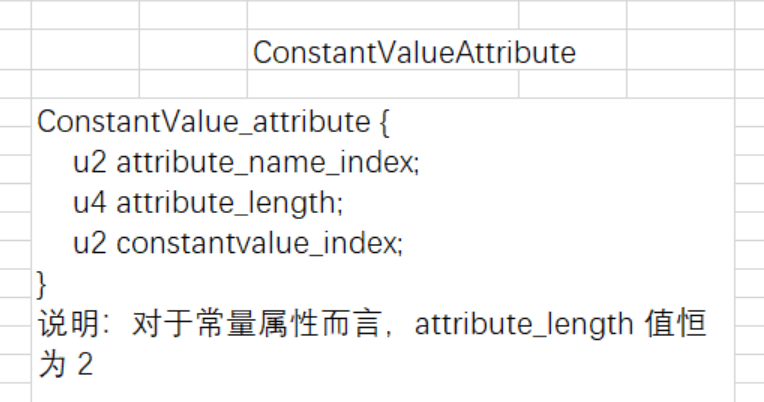 ConstantValueAttribute
ConstantValue_attribute {
u2 attribute_name_index;
u4 attribute_length;
u2 constantvalue_index;
}
说明：对于常量属性而言，attribute_length 值恒
为 2